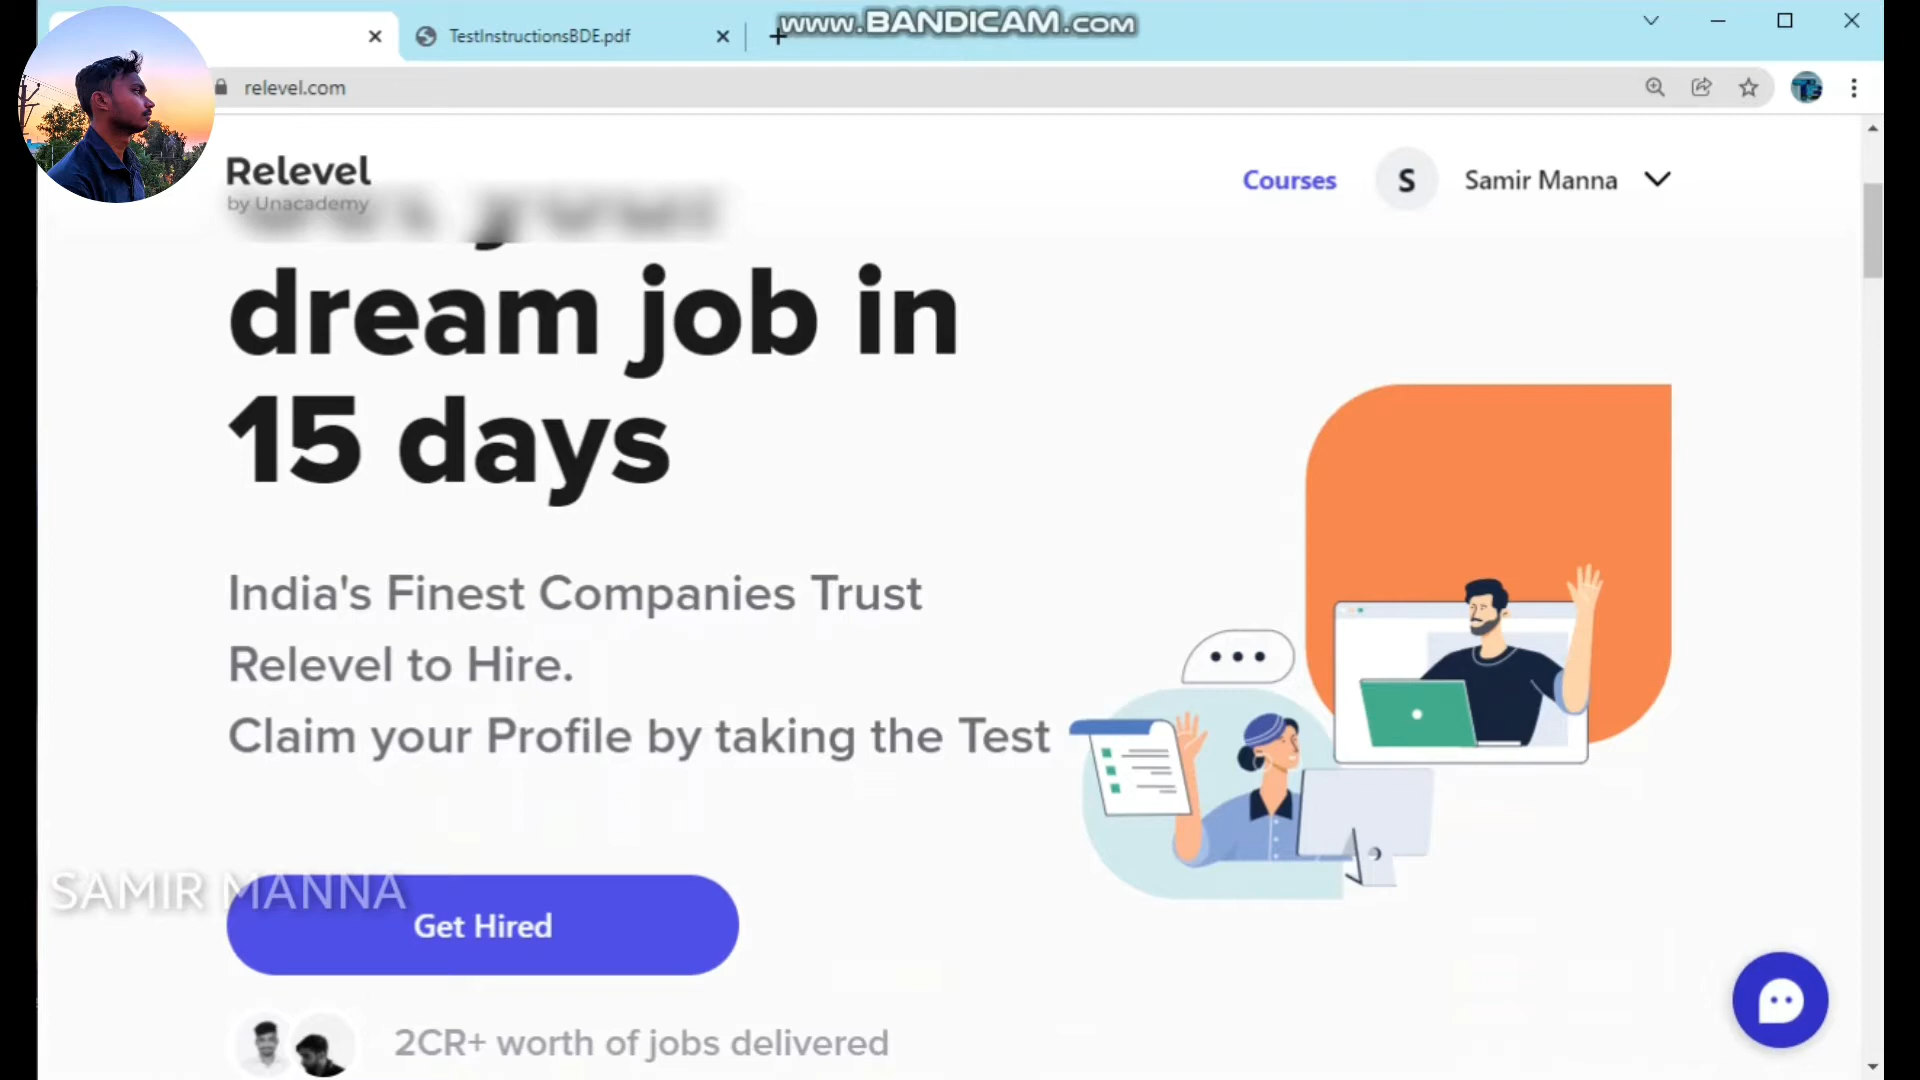 TestInstructionsBDE.pdf
www.BANDICAM.com
relevel.com
Relevel
by Unacademy
Courses
S
Samir Manna
dream job in
15 days
India's Finest Companies Trust
Relevel to Hire.
Claim your Profile by taking the Test
SAMIR MANNA
Get Hired
2CR+ worth of jobs delivered